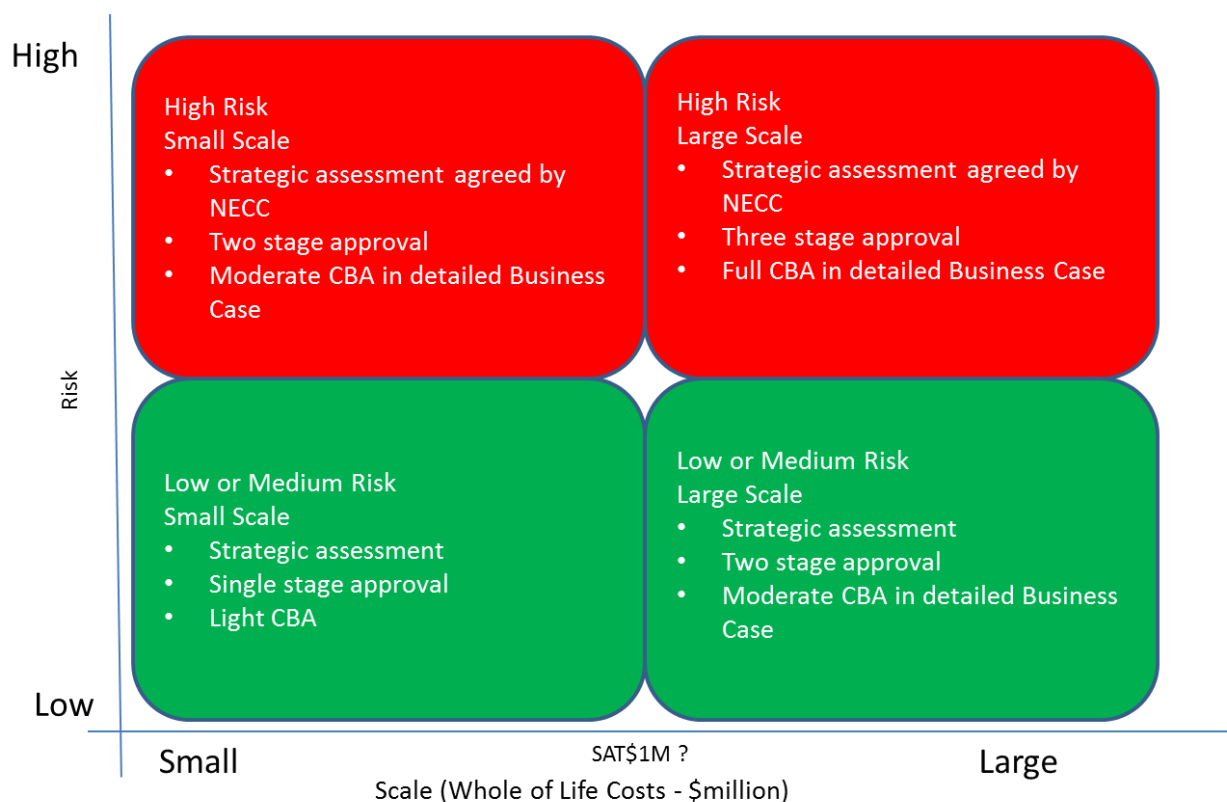 High
High Risk
Small Scale
• Strategic assessment agreed by
NECC
• Two stage approval
• Moderate CBA in detailed Business
Case
High Risk
Large Scale
• Strategic assessment agreed by
NECC
• Three stage approval
• Full CBA in detailed Business Case
Risk
Low or Medium Risk
Small Scale
• Strategic assessment
• Single stage approval
• Light CBA
Low or Medium Risk
Large Scale
• Strategic assessment
• Two stage approval
• Moderate CBA in detailed Business
Case
Low
Small
SAT$1M ?
Large
Scale (Whole of Life Costs - $million)